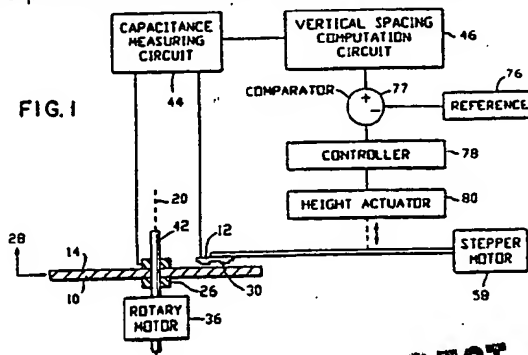 CAPACITANCE
MEASURING
CIRCUIT
44
VERTICAL SPACING
COMPUTATION
CIRCUIT
46
76
COMPARATOR
77
+
−
REFERENCE
FIG.1
CONTROLLER
78
HEIGHT ACTUATOR
80
20
42
12
28
14
10
30
26
STEPPER
MOTOR
58
ROTARY
MOTOR
36